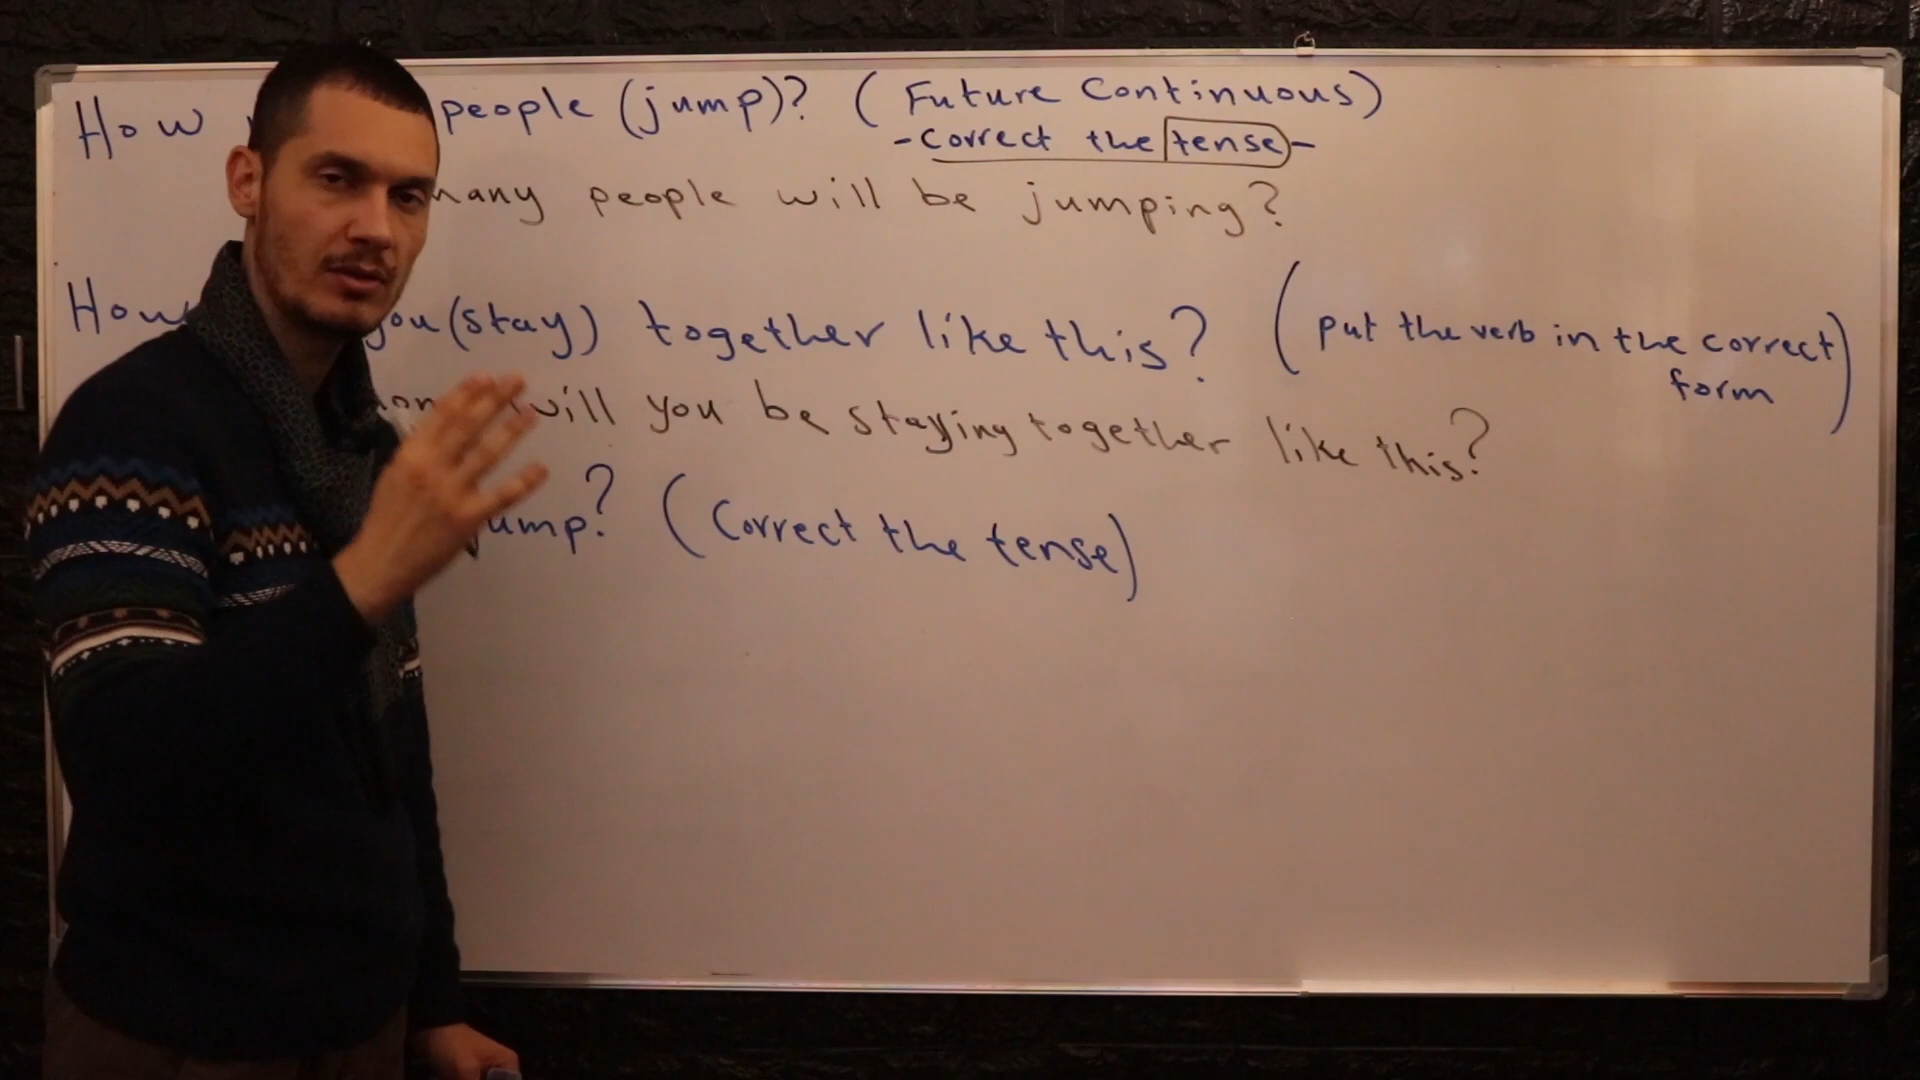 How people (jump)? (Future Continuous)
-Correct the tense-
many people will be jumping?
How you (stay) together like this? (put the verb in the correct
form)
will you be staying together like this?
jump? (Correct the tense)